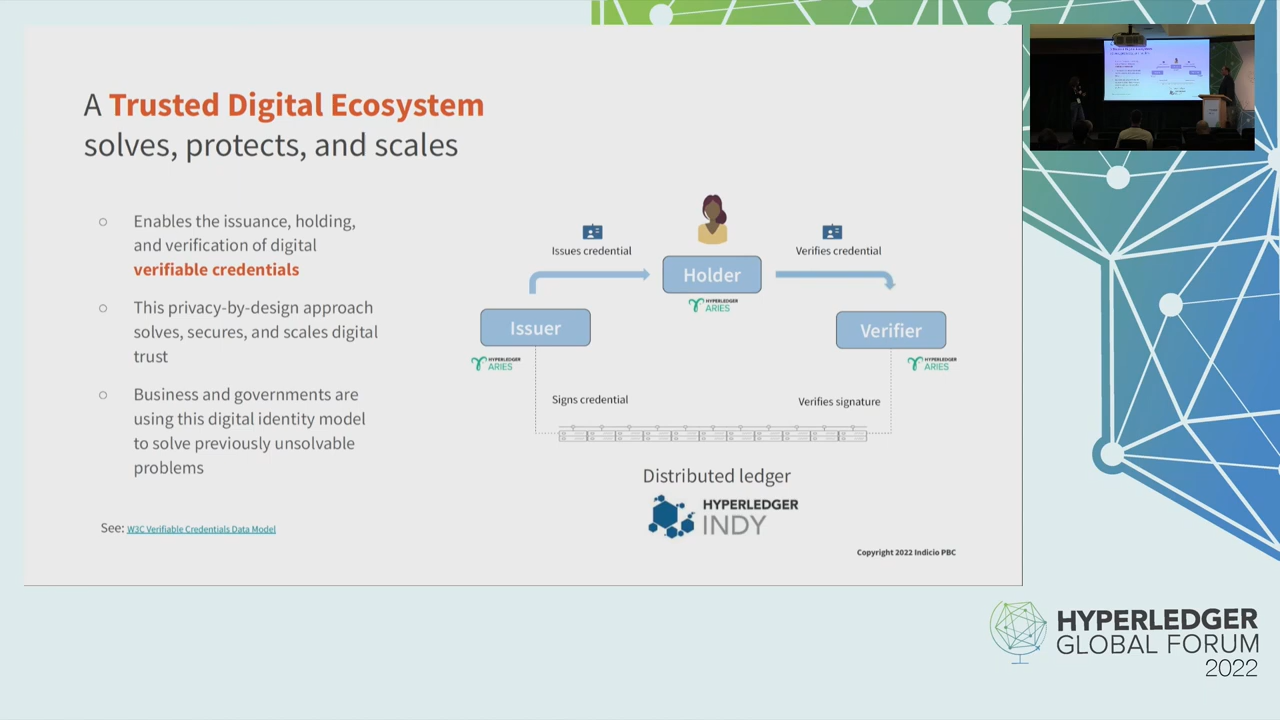 A Trusted Digital Ecosystem
solves, protects, and scales
Enables the issuance, holding,
and verification of digital
verifiable credentials
This privacy-by-design approach
solves, secures, and scales digital
trust
Business and governments are
using this digital identity model
to solve previously unsolvable
problems
See: W3C Verifiable Credentials Data Model
Issues credential
Verifies credential
Holder
HYPERLEDGER
ARIES
Issuer
HYPERLEDGER
ARIES
Verifier
HYPERLEDGER
ARIES
Signs credential
Verifies signature
Distributed ledger
HYPERLEDGER
INDY
Copyright 2022 Indicio PBC
HYPERLEDGER
GLOBAL FORUM
2022